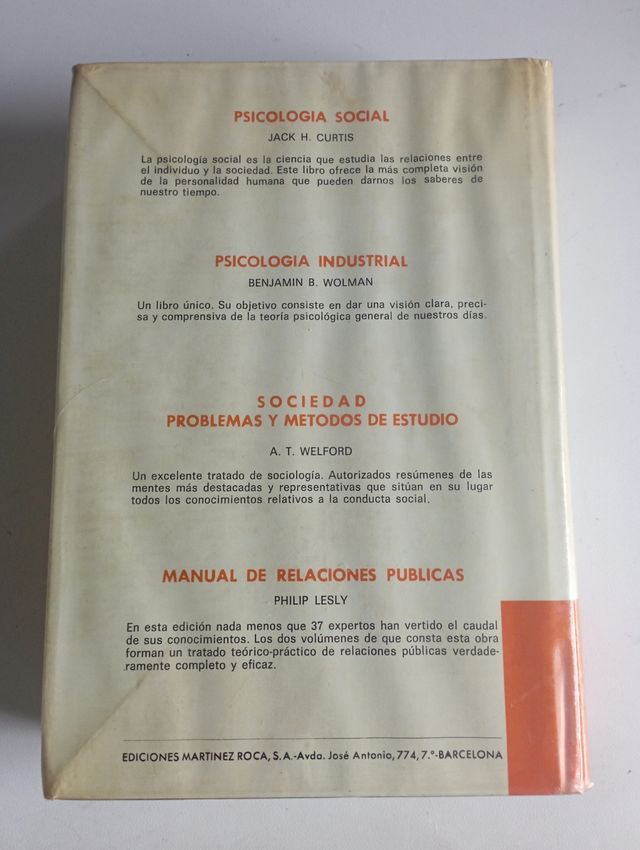 PSICOLOGIA SOCIAL
JACK H. CURTIS
La psicología social es la ciencia que estudia las relaciones entre
el individuo y la sociedad. Este libro ofrece la más completa visión
de la personalidad humana que pueden darnos los saberes de
nuestro tiempo.
PSICOLOGIA INDUSTRIAL
BENJAMIN B. WOLMAN
Un libro único. Su objetivo consiste en dar una visión clara, preci-
sa y comprensiva de la teoría psicológica general de nuestros días.
SOCIEDAD
PROBLEMAS Y METODOS DE ESTUDIO
A. T. WELFORD
Un excelente tratado de sociología. Autorizados resúmenes de las
mentes más destacadas y representativas que sitúan en su lugar
todos los conocimientos relativos a la conducta social.
MANUAL DE RELACIONES PUBLICAS
PHILIP LESLY
En esta edición nada menos que 37 expertos han vertido el caudal
de sus conocimientos. Los dos volúmenes de que consta esta obra
forman un tratado teórico-práctico de relaciones públicas verdade-
ramente completo y eficaz.
EDICIONES MARTINEZ ROCA, S.A.-Avda. José Antonio, 774, 7.º-BARCELONA